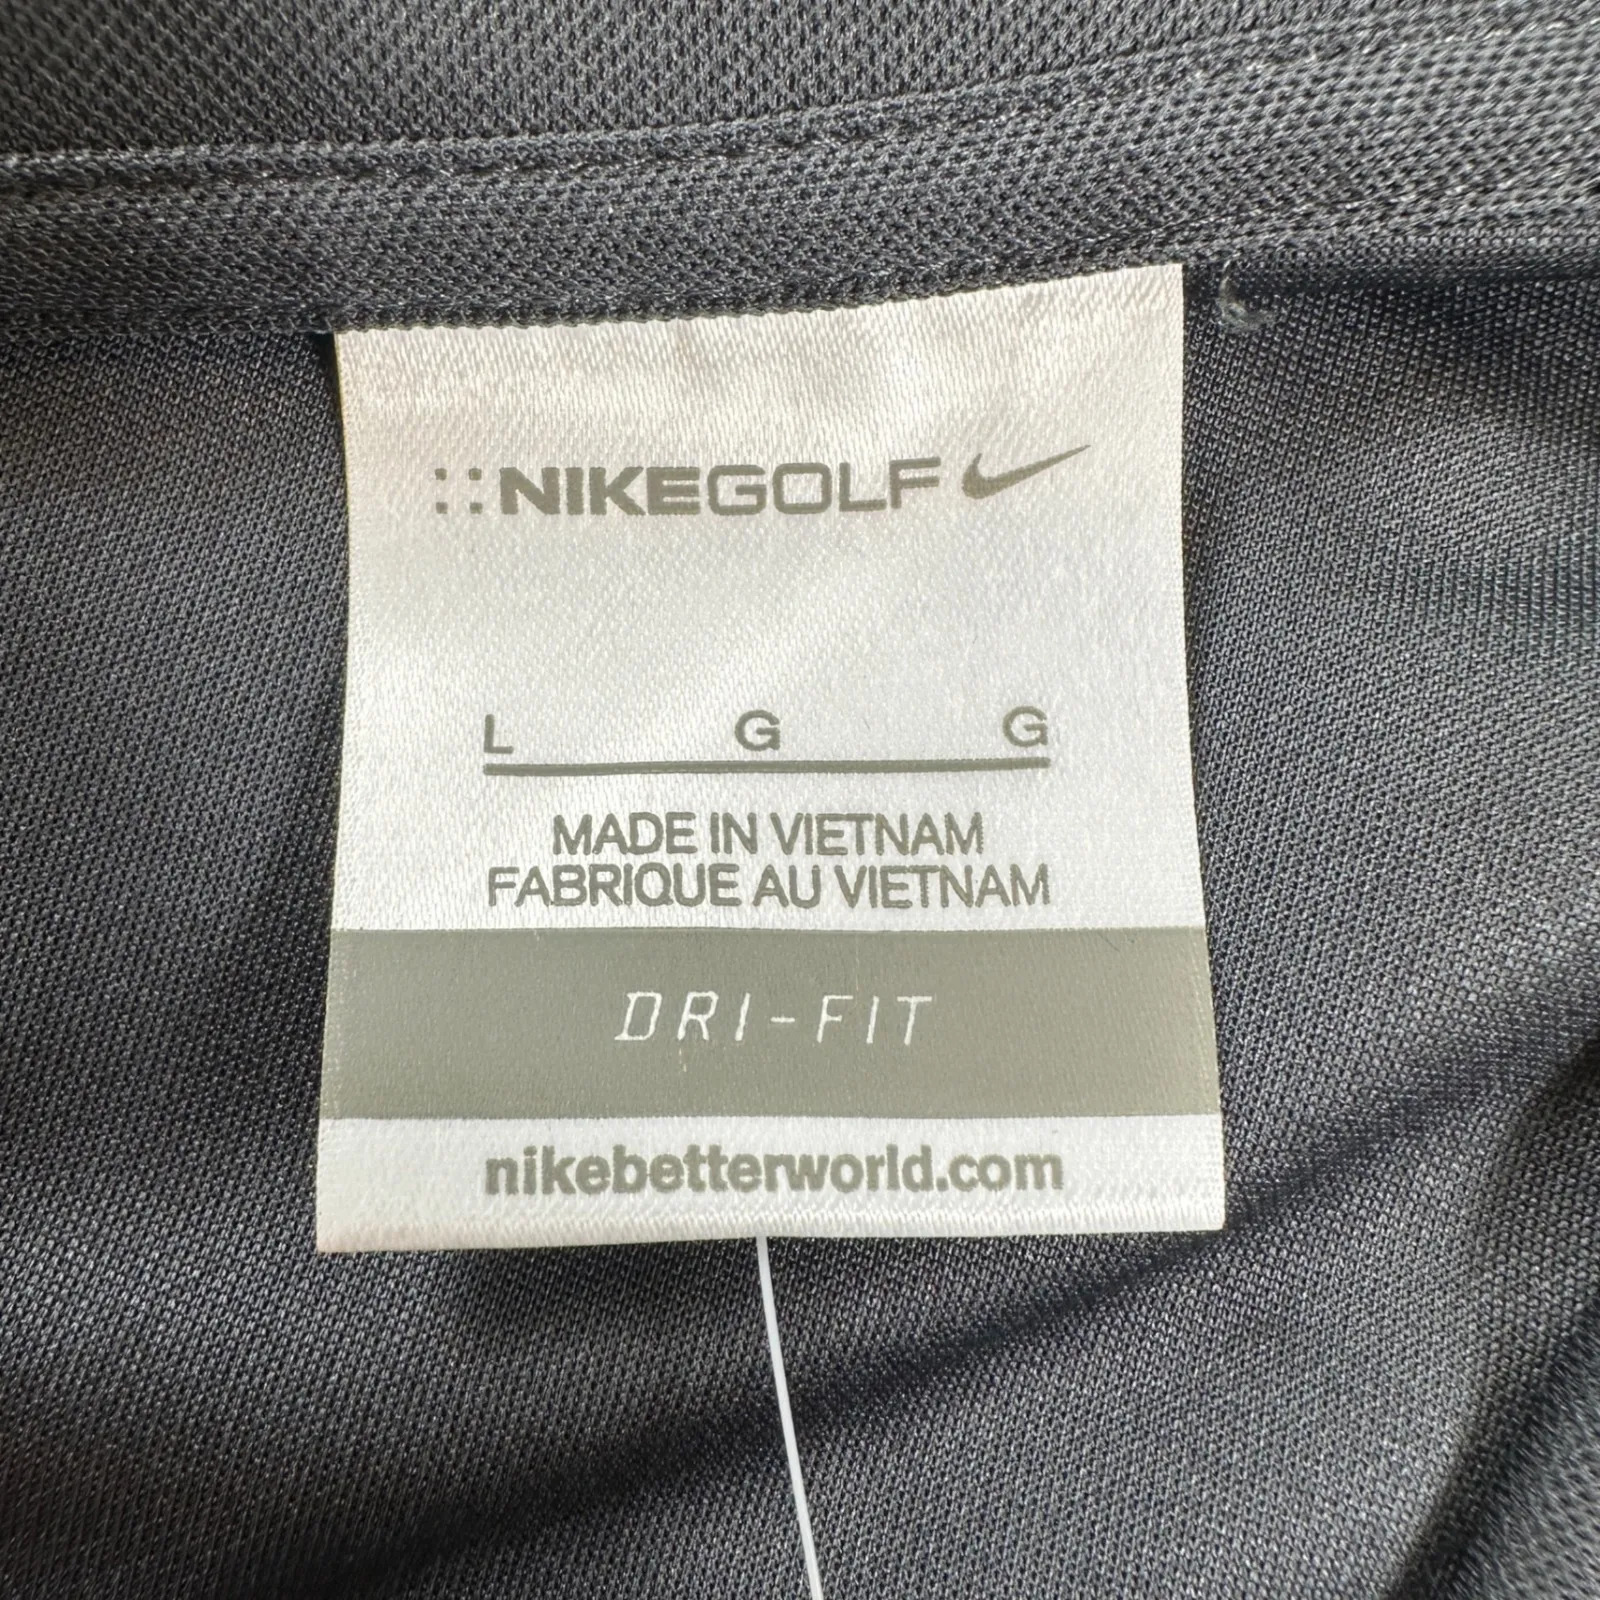 NIKEGOLF
L G G
MADE IN VIETNAM
FABRIQUE AU VIETNAM
DRI-FIT
nikebetterworld.com